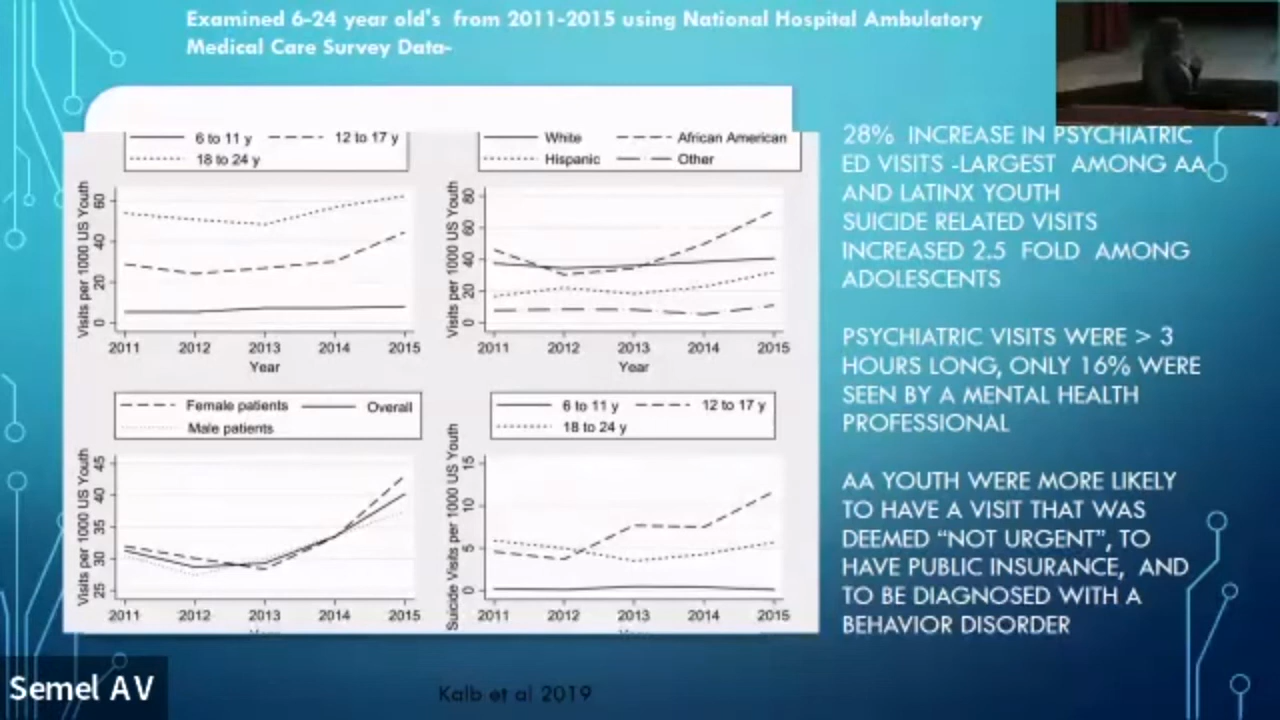 Examined 6-24 year old's from 2011-2015 using National Hospital Ambulatory
Medical Care Survey Data-
6 to 11 y 12 to 17 y
18 to 24 y
Visits per 1000 US Youth
60
40
20
0
2011 2012 2013 2014 2015
Year
White African American
Hispanic Other
Visits per 1000 US Youth
80
60
40
20
0
2011 2012 2013 2014 2015
Year
Female patients Overall
Male patients
Visits per 1000 US Youth
45
40
35
30
25
2011 2012 2013 2014 2015
Year
6 to 11 y 12 to 17 y
18 to 24 y
Suicide Visits per 1000 US Youth
15
10
5
0
2011 2012 2013 2014 2015
Year
28% INCREASE IN PSYCHIATRIC
ED VISITS -LARGEST AMONG AA
AND LATINX YOUTH
SUICIDE RELATED VISITS
INCREASED 2.5 FOLD AMONG
ADOLESCENTS
PSYCHIATRIC VISITS WERE > 3
HOURS LONG, ONLY 16% WERE
SEEN BY A MENTAL HEALTH
PROFESSIONAL
AA YOUTH WERE MORE LIKELY
TO HAVE A VISIT THAT WAS
DEEMED “NOT URGENT”, TO
HAVE PUBLIC INSURANCE, AND
TO BE DIAGNOSED WITH A
BEHAVIOR DISORDER
Kalb et al 2019
Semel AV